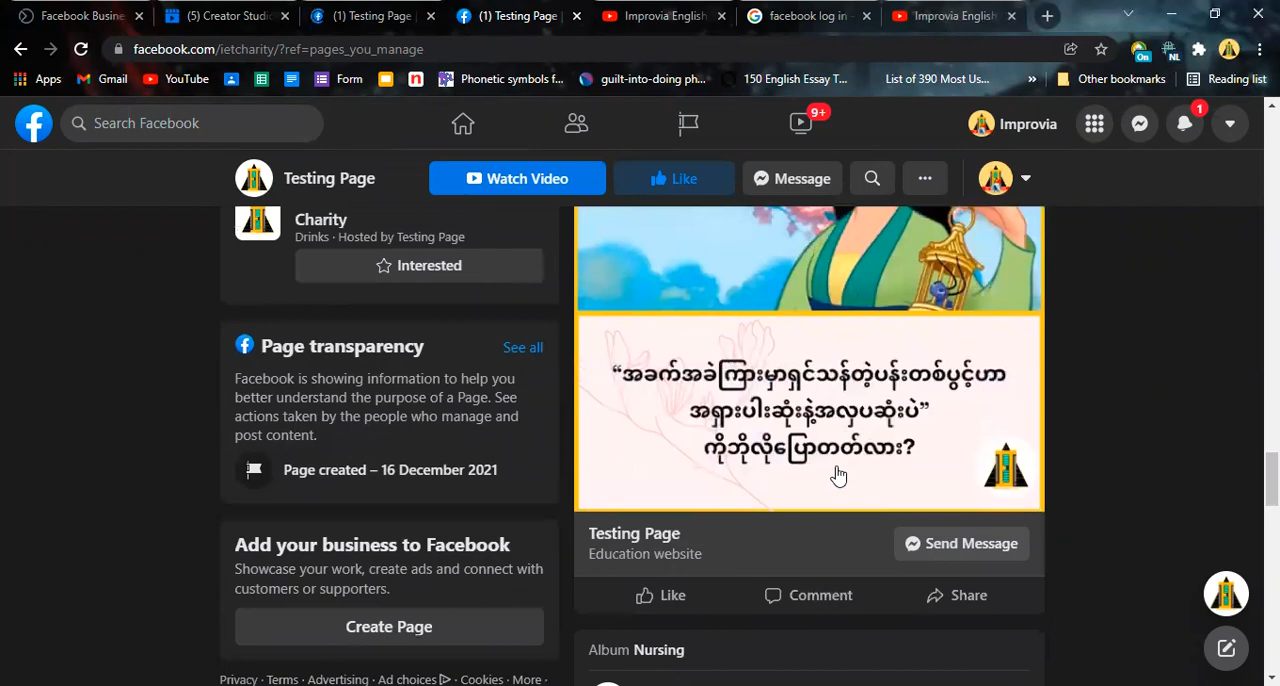 Facebook Busine
(5) Creator Studi
(1) Testing Page
(1) Testing Page
Improvia English
facebook log in -
Improvia English
facebook.com/ietcharity/?ref=pages_you_manage
On
NL
Apps
Gmail
YouTube
Form
Phonetic symbols f...
guilt-into-doing ph...
150 English Essay T...
List of 390 Most Us...
Other bookmarks
Reading list
Search Facebook
9+
Improvia
1
Testing Page
Watch Video
Like
Message
Charity
Drinks · Hosted by Testing Page
Interested
Page transparency
See all
Facebook is showing information to help you
better understand the purpose of a Page. See
actions taken by the people who manage and
post content.
Page created – 16 December 2021
Add your business to Facebook
Showcase your work, create ads and connect with
customers or supporters.
Create Page
Privacy · Terms · Advertising · Ad choices · Cookies · More ·
“အခက်အခဲကြားမှာရှင်သန်တဲ့ပန်းတစ်ပွင့်ဟာ
အရှားပါးဆုံးနဲ့အလှပဆုံးပဲ”
ကိုဘိုလိုပြောတတ်လား?
Testing Page
Education website
Send Message
Like
Comment
Share
Album Nursing